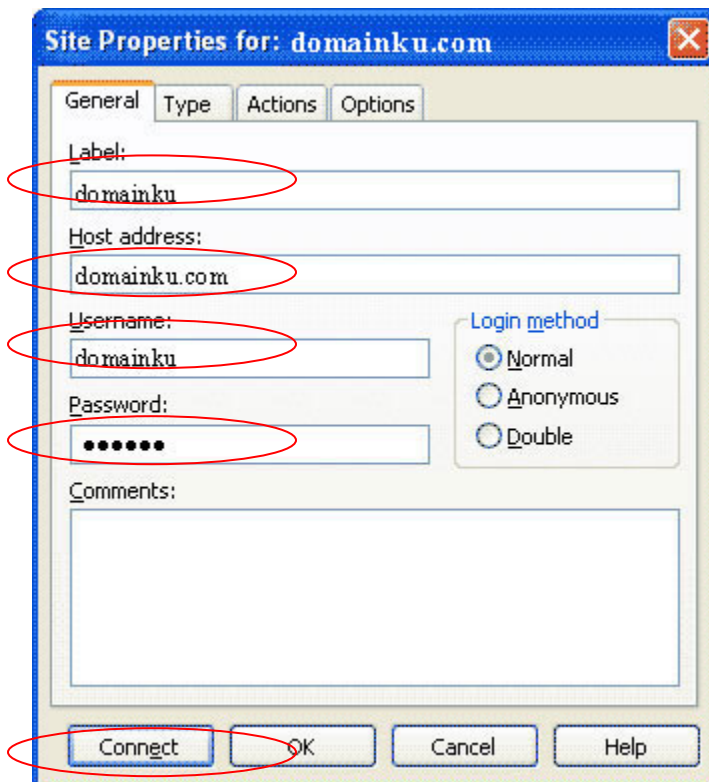 Site Properties for: domainku.com
General Type Actions Options
Label:
domainku
Host address:
domainku.com
Username:
domainku
Login method
Normal
Password:
Anonymous
••••••
Double
Comments:
Connect OK Cancel Help